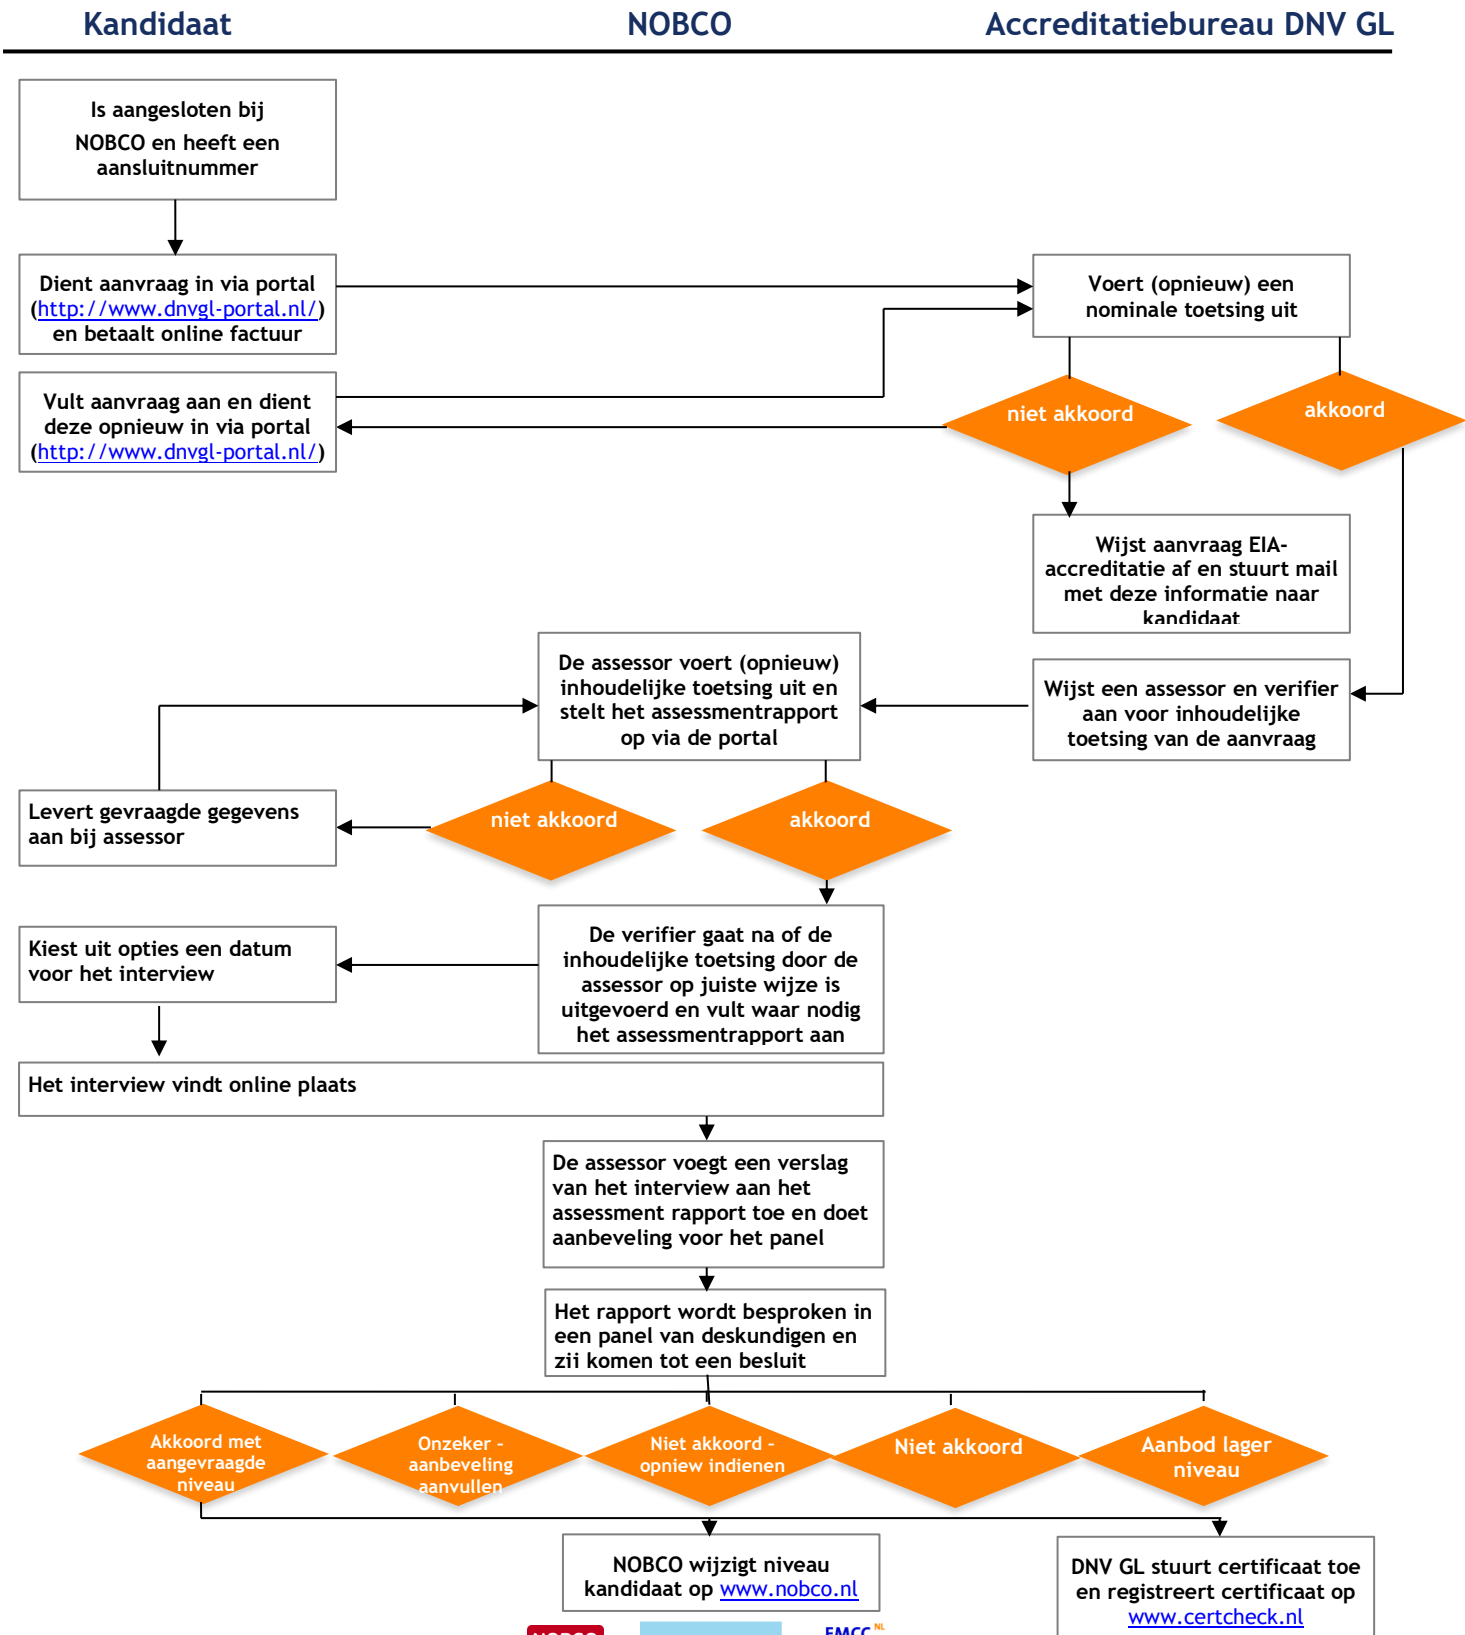 Kandidaat
NOBCO
Accreditatiebureau DNV GL
Is aangesloten bij
NOBCO en heeft een
aansluitnummer
Dient aanvraag in via portal
(http://www.dnvgl-portal.nl/)
en betaalt online factuur
Voert (opnieuw) een
nominale toetsing uit
Vult aanvraag aan en dient
deze opnieuw in via portal
(http://www.dnvgl-portal.nl/)
niet akkoord
akkoord
Wijst aanvraag EIA-
accreditatie af en stuurt mail
met deze informatie naar
kandidaat
De assessor voert (opnieuw)
inhoudelijke toetsing uit en
stelt het assessmentrapport
op via de portal
Wijst een assessor en verifier
aan voor inhoudelijke
toetsing van de aanvraag
Levert gevraagde gegevens
aan bij assessor
niet akkoord
akkoord
Kiest uit opties een datum
voor het interview
De verifier gaat na of de
inhoudelijke toetsing door de
assessor op juiste wijze is
uitgevoerd en vult waar nodig
het assessmentrapport aan
Het interview vindt online plaats
De assessor voegt een verslag
van het interview aan het
assessment rapport toe en doet
aanbeveling voor het panel
Het rapport wordt besproken in
een panel van deskundigen en
zij komen tot een besluit
Akkoord met
aangevraagde
niveau
Onzeker -
aanbeveling
aanvullen
Niet akkoord -
opniew indienen
Niet akkoord
Aanbod lager
niveau
NOBCO wijzigt niveau
kandidaat op www.nobco.nl
DNV GL stuurt certificaat toe
en registreert certificaat op
www.certcheck.nl
NOBCO
EMCC NL